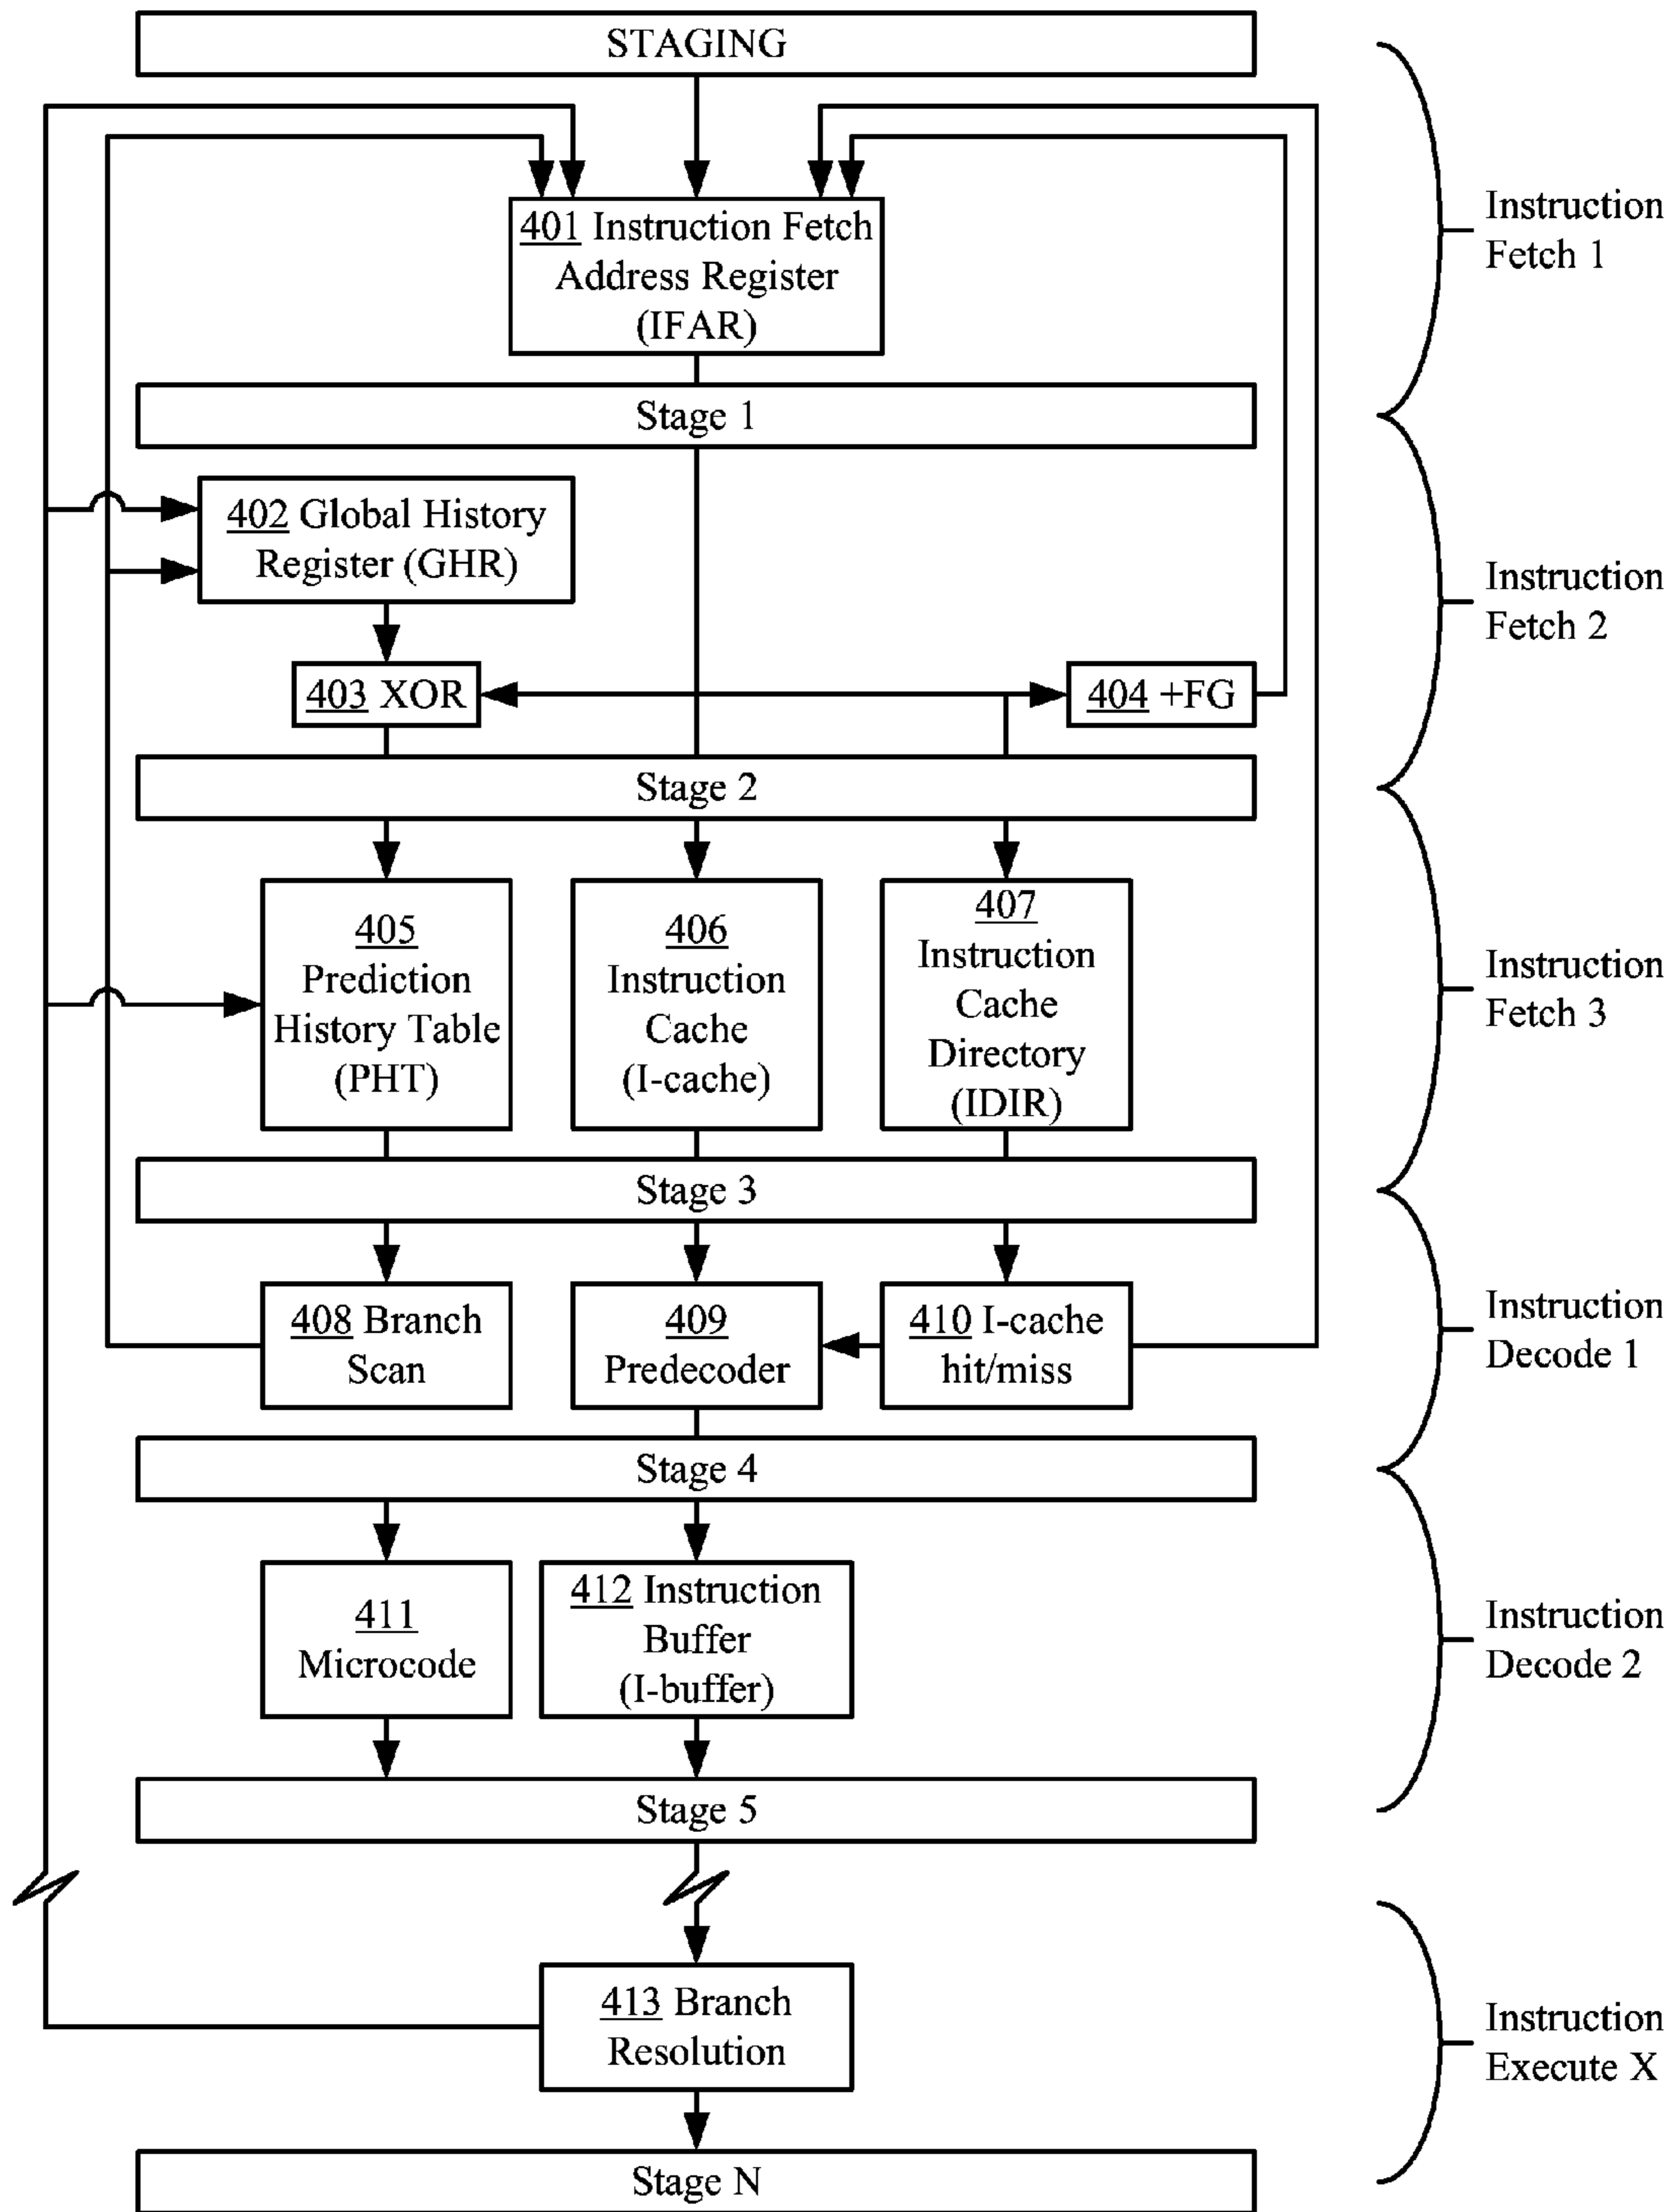 STAGING
401 Instruction Fetch
Address Register
(IFAR)
Instruction
Fetch 1
Stage 1
402 Global History
Register (GHR)
Instruction
Fetch 2
403 XOR
404 +FG
Stage 2
405
Prediction
History Table
(PHT)
406
Instruction
Cache
(I-cache)
407
Instruction
Cache
Directory
(IDIR)
Instruction
Fetch 3
Stage 3
408 Branch
Scan
409
Predecoder
410 I-cache
hit/miss
Instruction
Decode 1
Stage 4
411
Microcode
412 Instruction
Buffer
(I-buffer)
Instruction
Decode 2
Stage 5
413 Branch
Resolution
Instruction
Execute X
Stage N